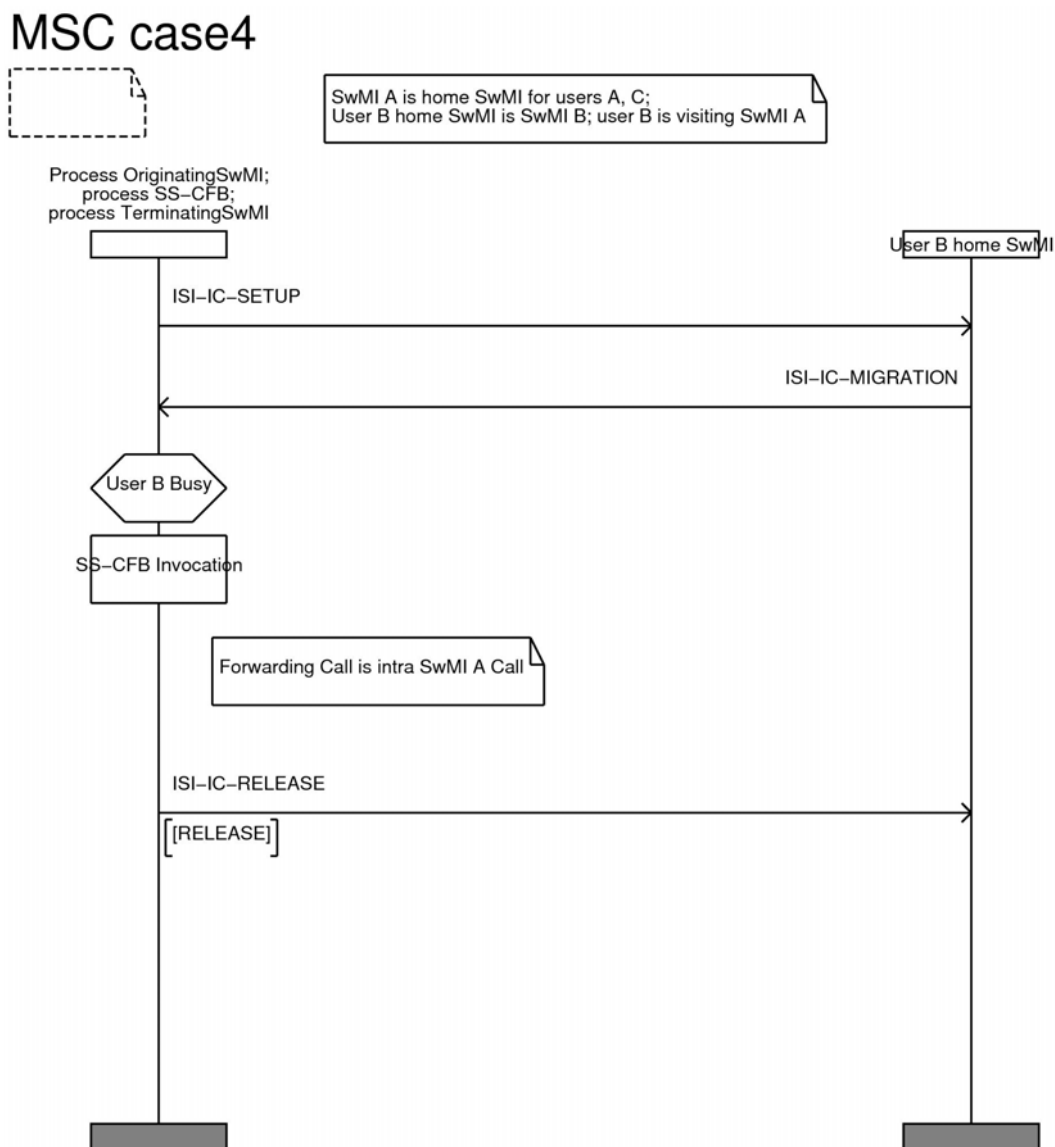 MSC case4
SwMI A is home SwMI for users A, C;
User B home SwMI is SwMI B; user B is visiting SwMI A
Process OriginatingSwMI;
process SS–CFB;
process TerminatingSwMI
User B home SwMI
ISI–IC–SETUP
ISI–IC–MIGRATION
User B Busy
SS–CFB Invocation
Forwarding Call is intra SwMI A Call
ISI–IC–RELEASE
[RELEASE]